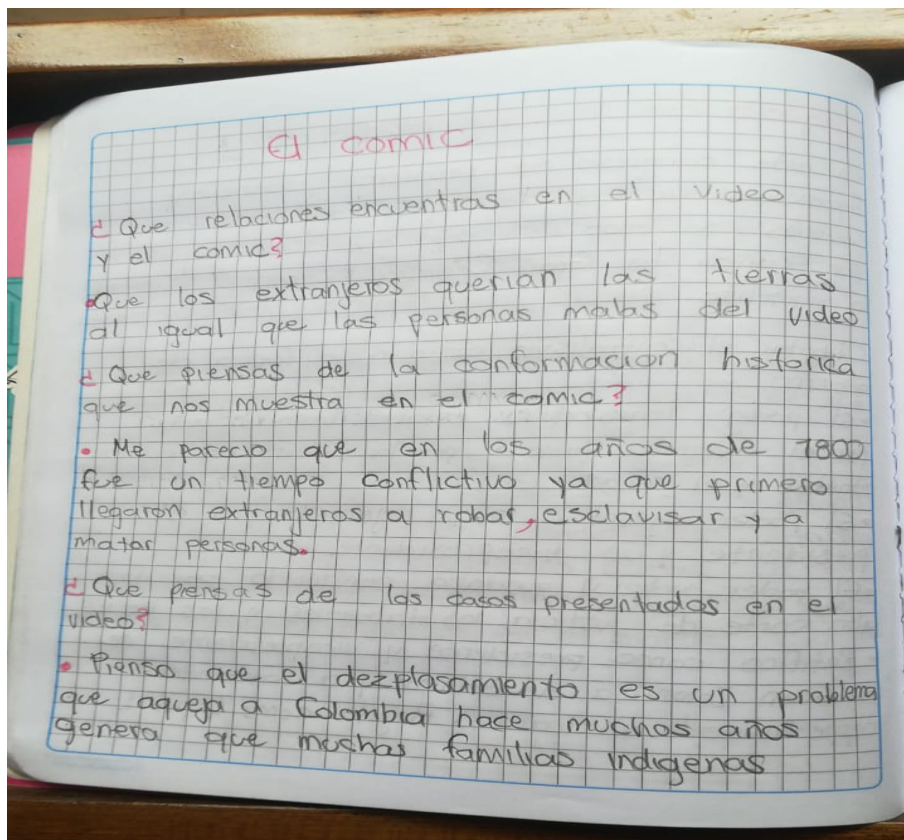 El comic
¿Que relaciones encuentras en el video
y el comic?
•Que los extranjeros querian las tierras
al igual que las personas malas del video
¿Que piensas de la conformacion historica
que nos muestra en el comic?
• Me parecio que en los años de 1800
fue un tiempo conflictivo ya que primero
llegaron extranjeros a robar, esclavisar y a
matar personas.
¿Que piensas de los casos presentados en el
video?
• Pienso que el dezplasamiento es un problema
que aqueja a Colombia hace muchos años
genera que muchas familias indigenas